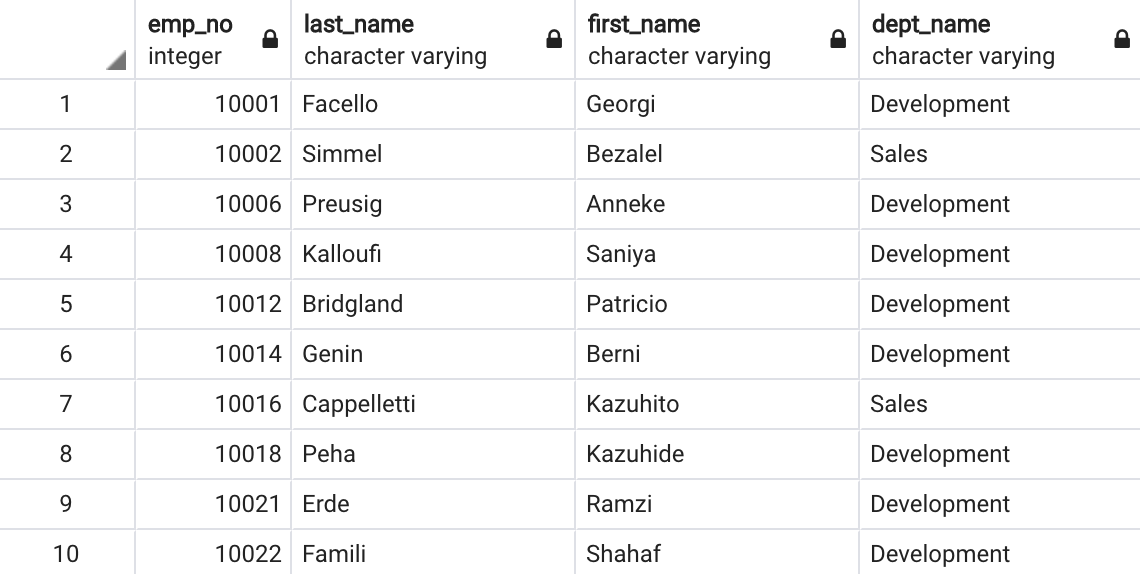 emp_no last_name first_name dept_name
integer character varying character varying character varying
1 10001 Facello Georgi Development
2 10002 Simmel Bezalel Sales
3 10006 Preusig Anneke Development
4 10008 Kalloufi Saniya Development
5 10012 Bridgland Patricio Development
6 10014 Genin Berni Development
7 10016 Cappelletti Kazuhito Sales
8 10018 Peha Kazuhide Development
9 10021 Erde Ramzi Development
10 10022 Famili Shahaf Development